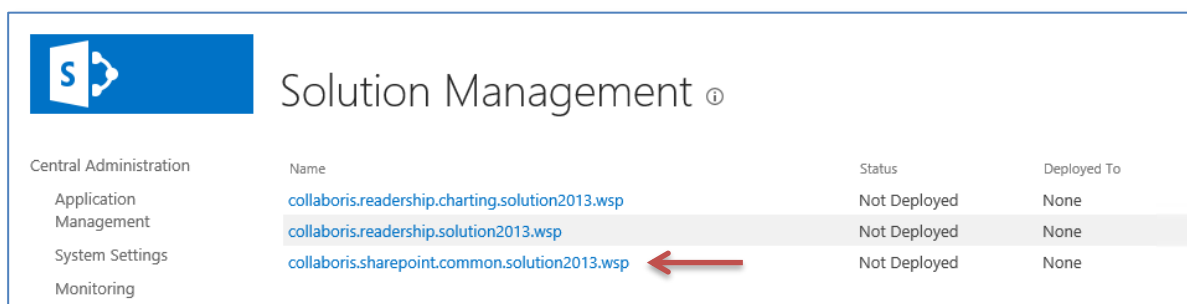 S
Solution Management
Central Administration
Application
Management
System Settings
Monitoring
Name Status Deployed To
collaboris.readership.charting.solution2013.wsp Not Deployed None
collaboris.readership.solution2013.wsp Not Deployed None
collaboris.sharepoint.common.solution2013.wsp Not Deployed None